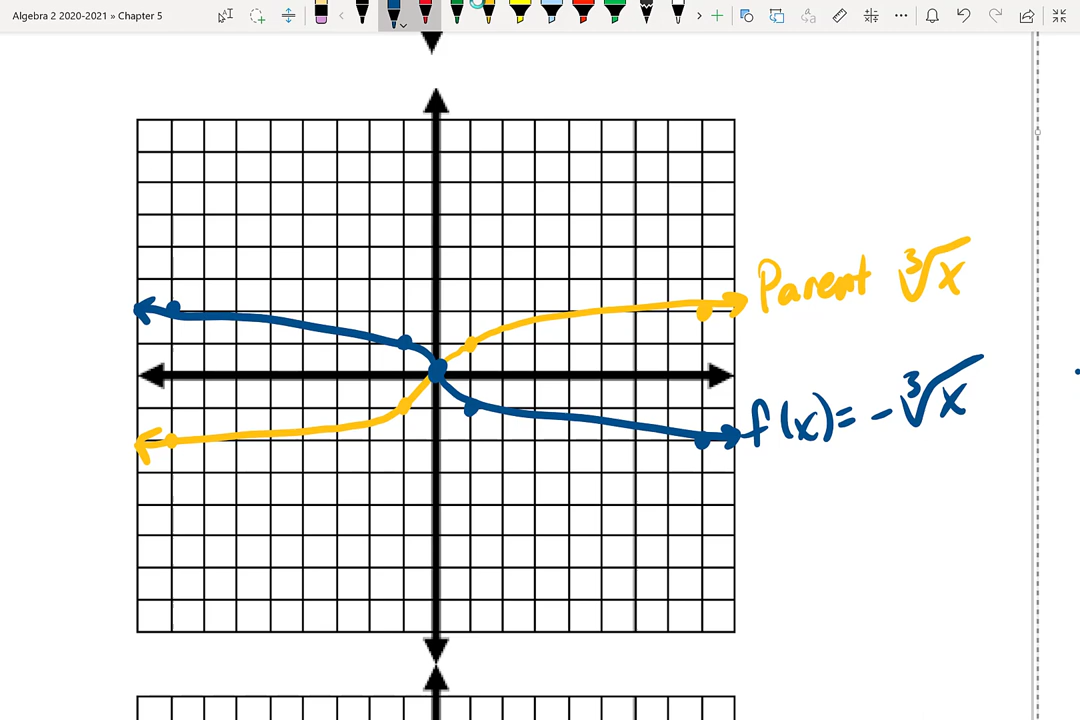 Algebra 2 2020-2021 » Chapter 5
Parent ∛x
f(x)= -∛x